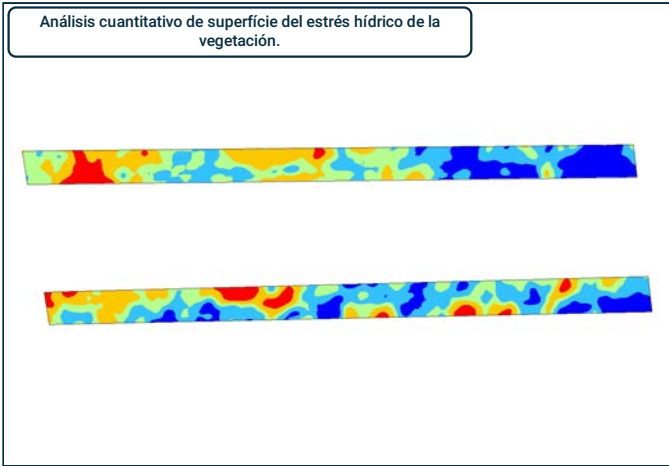 Análisis cuantitativo de superfície del estrés hídrico de la
vegetación.